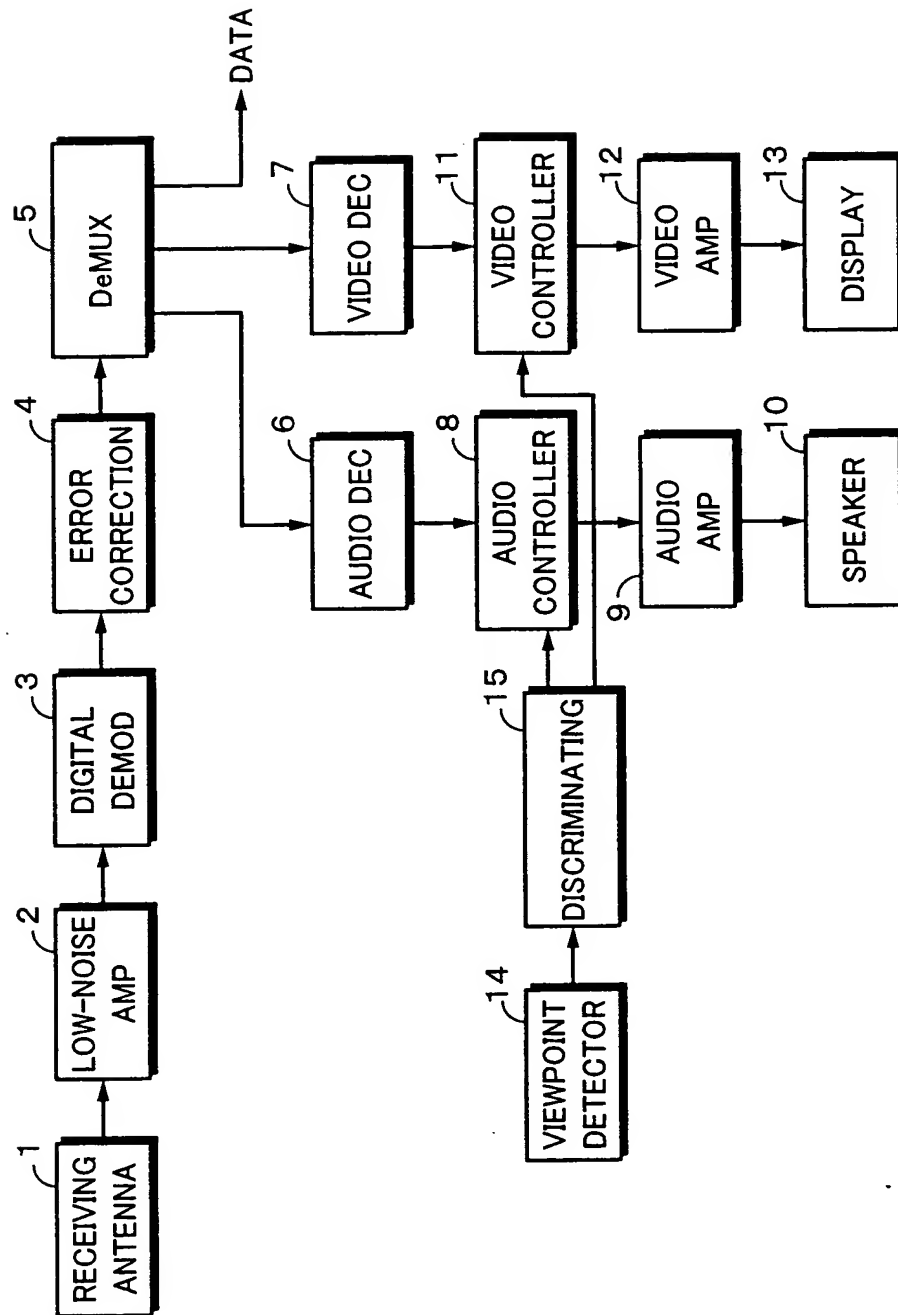 1
RECEIVING
ANTENNA
2
LOW-NOISE
AMP
3
DIGITAL
DEMOD
4
ERROR
CORRECTION
5
DeMUX
DATA
6
AUDIO DEC
7
VIDEO DEC
8
AUDIO
CONTROLLER
11
VIDEO
CONTROLLER
9
AUDIO
AMP
12
VIDEO
AMP
10
SPEAKER
13
DISPLAY
14
VIEWPOINT
DETECTOR
15
DISCRIMINATING